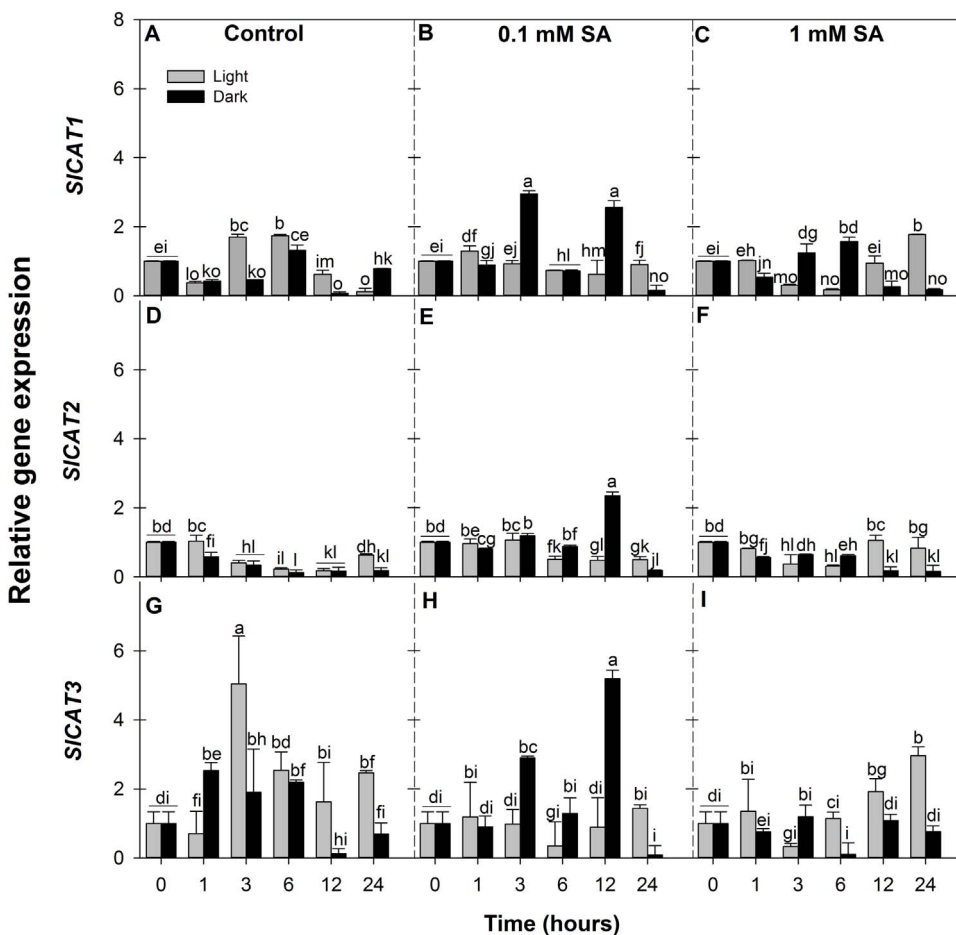 A Control B 0.1 mM SA C 1 mM SA
Light
Dark
8
6
4
2
0
SlCAT1
ei lo ko bc ko b ce im o o hk
ei df gj ej a hl hm a fj no
ei eh jn mo dg no bd ei mo b no
D E F
6
4
2
0
SlCAT2
bd bc fi hl il l kl dh kl
bd be cg bc b fk bf gl a gk jl
bd bg fj hl dh hl eh bc kl bg kl
G H I
6
4
2
0
SlCAT3
di fi be a bh bd bf bi hi bf fi
di bi di di bc gi bi di a bi i
di bi ei gi bi ci i bg di b di
0 1 3 6 12 24 0 1 3 6 12 24 0 1 3 6 12 24
Time (hours)
Relative gene expression